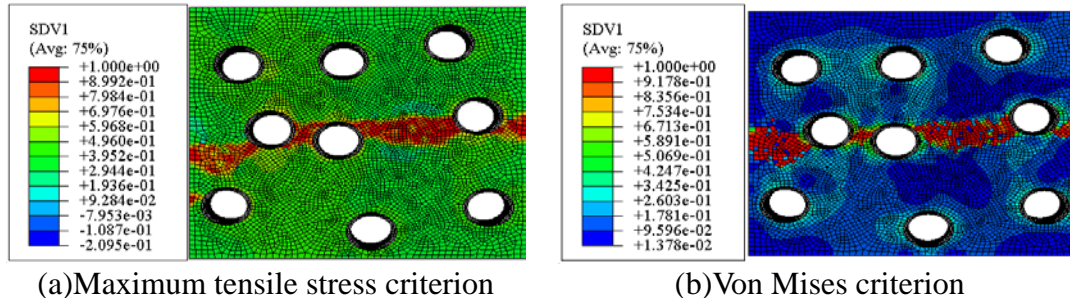 SDV1
(Avg: 75%)
+1.000e+00
+8.992e-01
+7.984e-01
+6.976e-01
+5.968e-01
+4.960e-01
+3.952e-01
+2.944e-01
+1.936e-01
+9.284e-02
-7.953e-03
-1.087e-01
-2.095e-01
SDV1
(Avg: 75%)
+1.000e+00
+9.178e-01
+8.356e-01
+7.534e-01
+6.713e-01
+5.891e-01
+5.069e-01
+4.247e-01
+3.425e-01
+2.603e-01
+1.781e-01
+9.596e-02
+1.378e-02
(a)Maximum tensile stress criterion
(b)Von Mises criterion